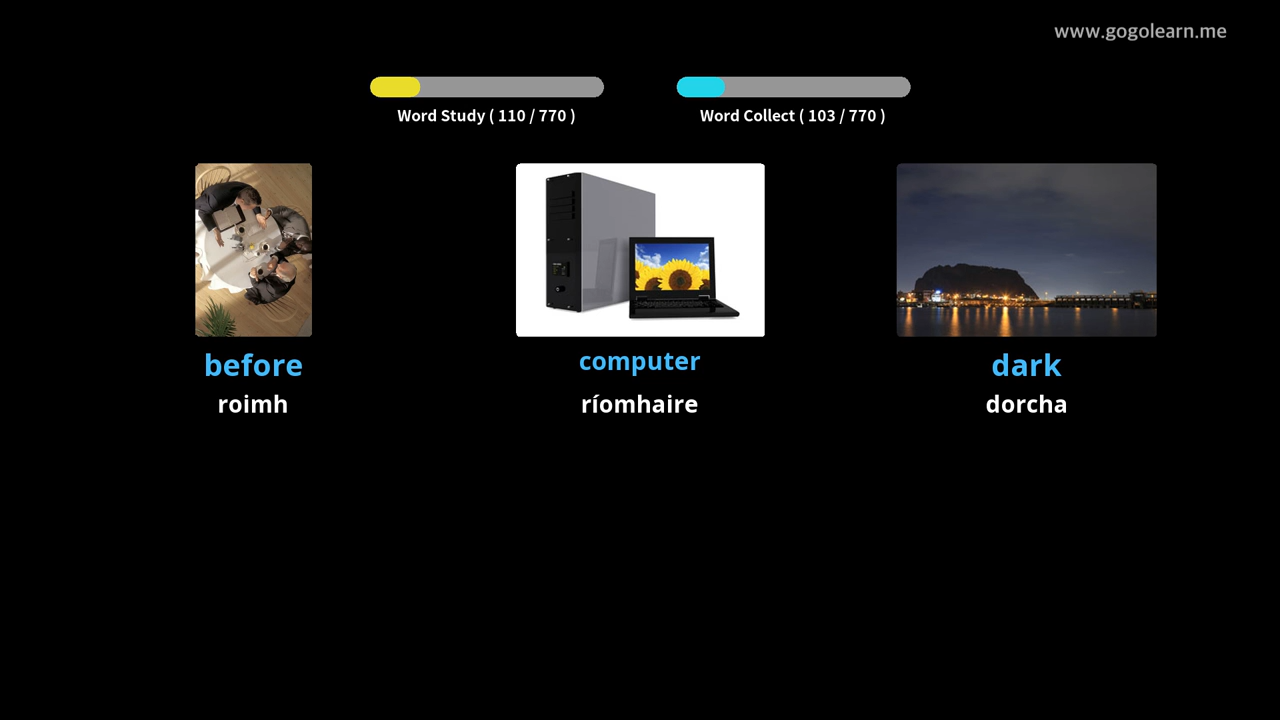 www.gogolearn.me
Word Study ( 110 / 770 )
Word Collect ( 103 / 770 )
before
computer
dark
roimh
ríomhaire
dorcha